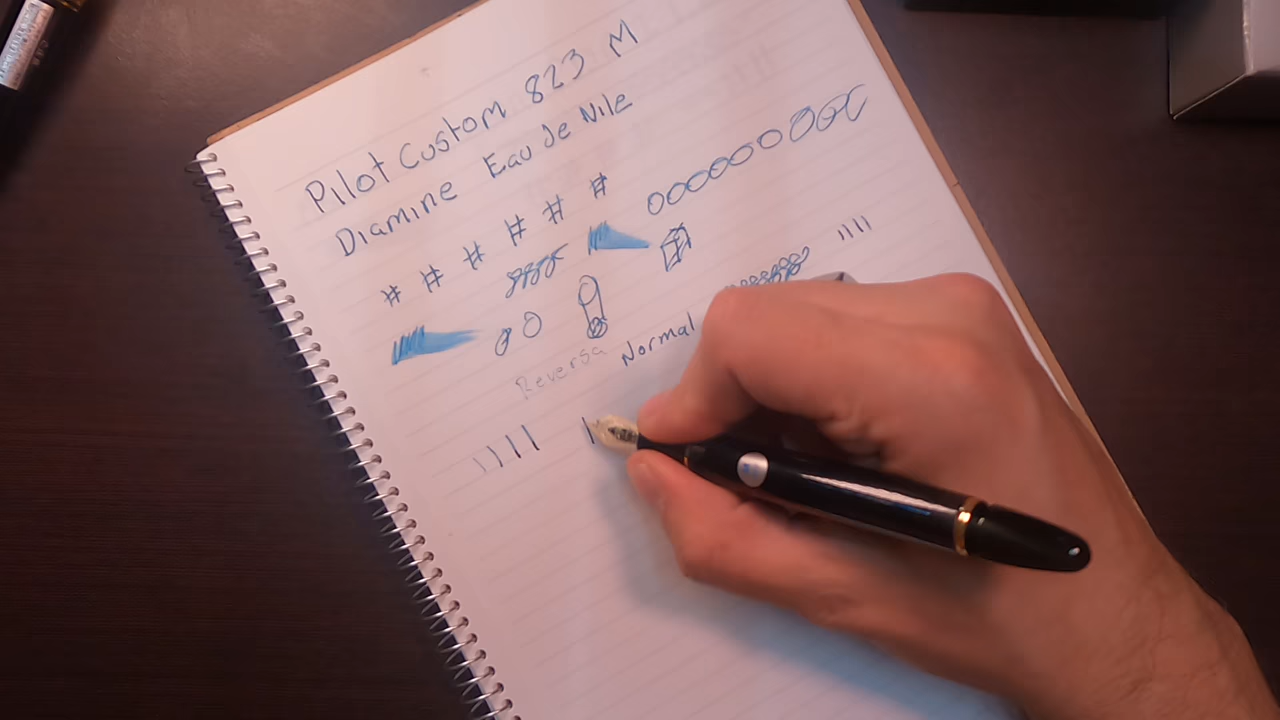 Pilot Custom 823 M
Diamine Eau de Nile
# # # # # #
Reverse Normal